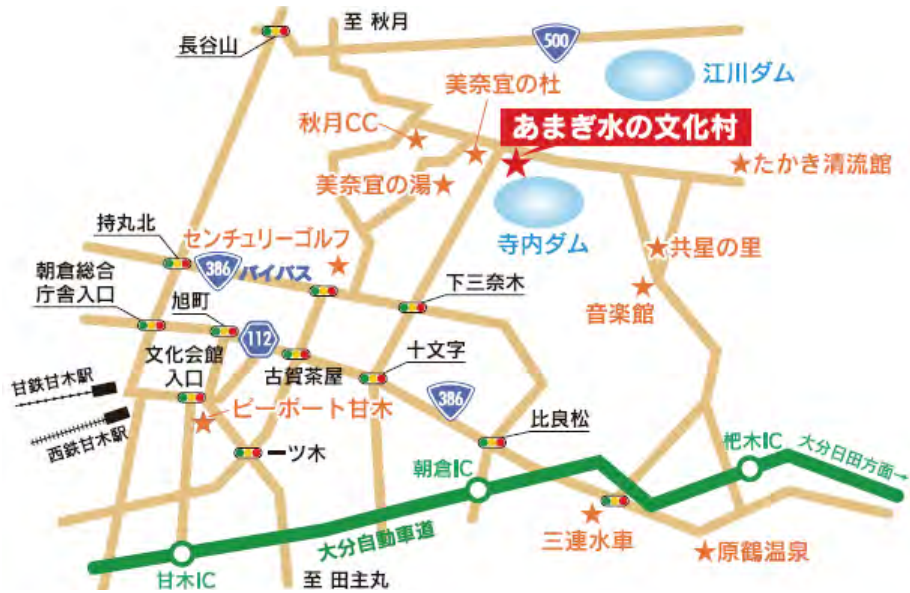 至 秋月
長谷山
500
江川ダム
美奈宜の杜
秋月CC
あまぎ水の文化村
たかき清流館
美奈宜の湯
持丸北
センチュリーゴルフ
寺内ダム
共星の里
朝倉総合
庁舎入口
386
バイパス
旭町
下三奈木
音楽館
112
文化会館
入口
古賀茶屋
十文字
甘鉄甘木駅
ピーポート甘木
386
西鉄甘木駅
比良松
一ツ木
朝倉IC
杷木IC
大分日田方面→
大分自動車道
三連水車
原鶴温泉
甘木IC
至 田主丸